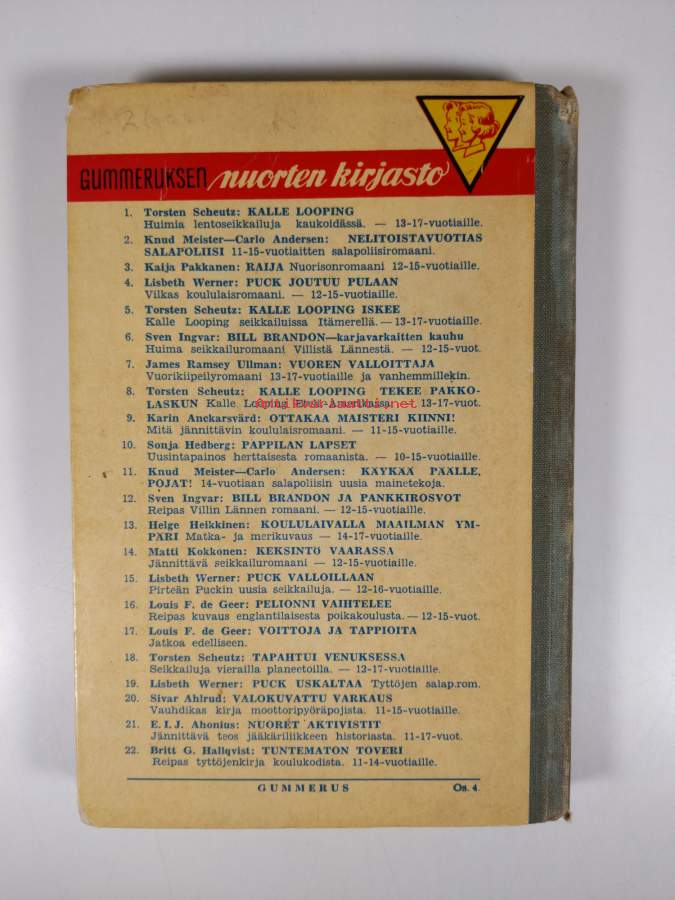 GUMMERUKSEN nuorten kirjasto
1. Torsten Scheutz: KALLE LOOPING
Huimia lentoseikkailuja kaukoidässä. — 13-17-vuotiaille.
2. Knud Meister—Carlo Andersen: NELITOISTAVUOTIAS
SALAPOLIISI 11-15-vuotiaitten salapoliisiromaani.
3. Kaija Pakkanen: RAIJA Nuorisonromaani 12-15-vuotiaille.
4. Lisbeth Werner: PUCK JOUTUU PULAAN
Vilkas koululaisromaani. — 12-15-vuotiaille.
5. Torsten Scheutz: KALLE LOOPING ISKEE
Kalle Looping seikkailuissa Itämerellä. — 13-17-vuotiaille.
6. Sven Ingvar: BILL BRANDON—karjavarkaitten kauhu
Huima seikkailuromaani Villistä Lännestä. — 12-15-vuot.
7. James Ramsey Ullman: VUOREN VALLOITTAJA
Vuorikiipeilyromaani 13-17-vuotiaille ja vanhemmillekin.
8. Torsten Scheutz: KALLE LOOPING TEKEE PAKKO-
LASKUN Kalle Looping Etelä-Amerikassa. — 13-17-vuot.
Antikvariaatti.net
9. Karin Anckarsvärd: OTTAKAA MAISTERI KIINNI!
Mitä jännittävin koululaisromaani. — 11-15-vuotiaille.
10. Sonja Hedberg: PAPPILAN LAPSET
Uusintapainos herttaisesta romaanista. — 10-15-vuotiaille.
11. Knud Meister—Carlo Andersen: KÄYKÄÄ PÄÄLLE,
POJAT! 14-vuotiaan salapoliisin uusia mainetekoja.
12. Sven Ingvar: BILL BRANDON JA PANKKIROSVOT
Reipas Villin Lännen romaani. — 12-15-vuotiaille.
13. Helge Heikkinen: KOULULAIVALLA MAAILMAN YM-
PÄRI Matka- ja merikuvaus — 14-17-vuotiaille.
14. Matti Kokkonen: KEKSINTÖ VAARASSA
Jännittävä seikkailuromaani — 12-15-vuotiaille.
15. Lisbeth Werner: PUCK VALLOILLAAN
Pirteän Puckin uusia seikkailuja. — 12-16-vuotiaille.
16. Louis F. de Geer: PELIONNI VAIHTELEE
Reipas kuvaus englantilaisesta poikakoulusta. — 12-15-vuot.
17. Louis F. de Geer: VOITTOJA JA TAPPIOITA
Jatkoa edelliseen.
18. Torsten Scheutz: TAPAHTUI VENUKSESSA
Seikkailuja vierailla planeetoilla. — 12-17-vuotiaille.
19. Lisbeth Werner: PUCK USKALTAA Tyttöjen salap.rom.
20. Sivar Ahlrud: VALOKUVATTU VARKAUS
Vauhdikas kirja moottoripyöräpojista. 11-15-vuotiaille.
21. E. I. J. Ahonius: NUORET AKTIVISTIT
Jännittävä teos jääkäriliikkeen historiasta. 11-17-vuot.
22. Britt G. Hallqvist: TUNTEMATON TOVERI
Reipas tyttöjenkirja koulukodista. 11-14-vuotiaille.
GUMMERUS Os. 4.